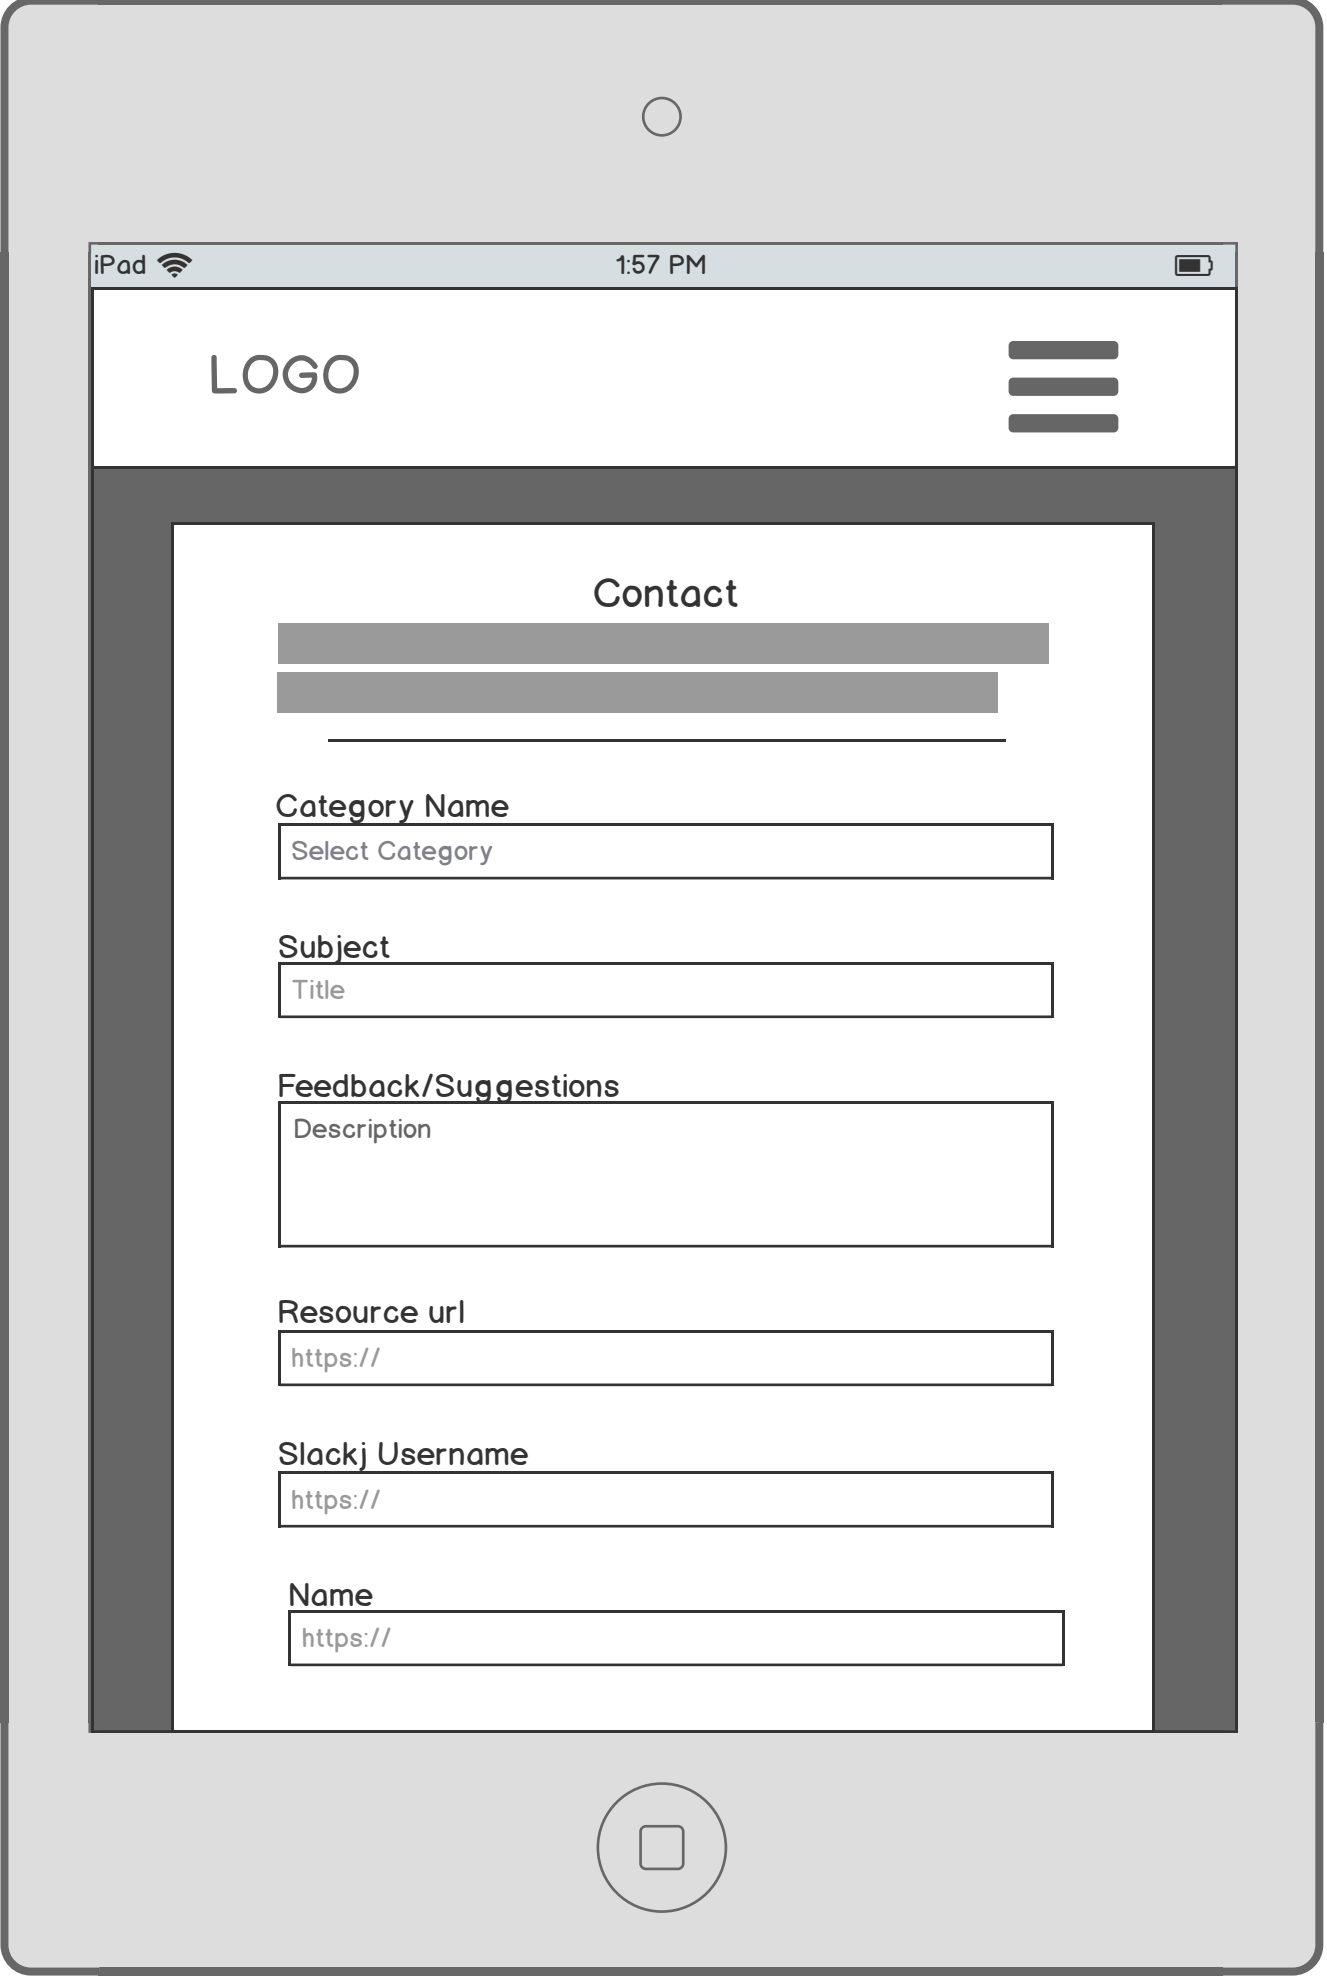 iPad
1:57 PM
LOGO
Contact
Category Name
Select Category
Subject
Title
Feedback/Suggestions
Description
Resource url
https://
Slackj Username
https://
Name
https://